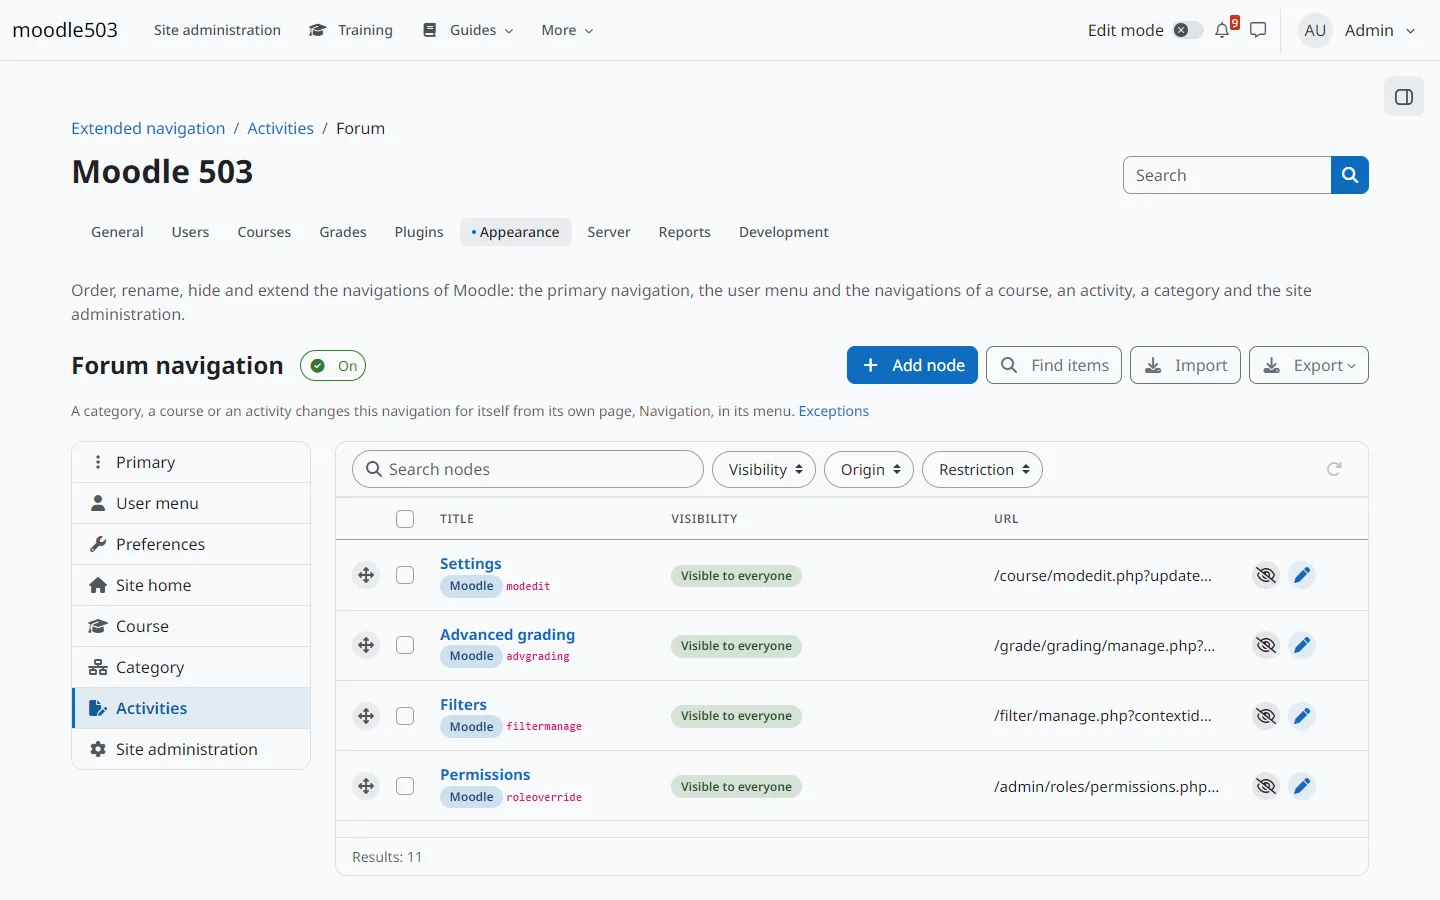 moodle503
Site administration
Training
Guides
More
Edit mode
9
AU
Admin
Extended navigation / Activities / Forum
Moodle 503
Search
General
Users
Courses
Grades
Plugins
Appearance
Server
Reports
Development
Order, rename, hide and extend the navigations of Moodle: the primary navigation, the user menu and the navigations of a course, an activity, a category and the site
administration.
Forum navigation
On
Add node
Find items
Import
Export
A category, a course or an activity changes this navigation for itself from its own page, Navigation, in its menu. Exceptions
Primary
User menu
Preferences
Site home
Course
Category
Activities
Site administration
Search nodes
Visibility
Origin
Restriction
TITLE
VISIBILITY
URL
Settings
Moodle modedit
Visible to everyone
/course/modedit.php?update...
Advanced grading
Moodle advgrading
Visible to everyone
/grade/grading/manage.php?...
Filters
Moodle filtermanage
Visible to everyone
/filter/manage.php?contextid...
Permissions
Moodle roleoverride
Visible to everyone
/admin/roles/permissions.php...
Results: 11